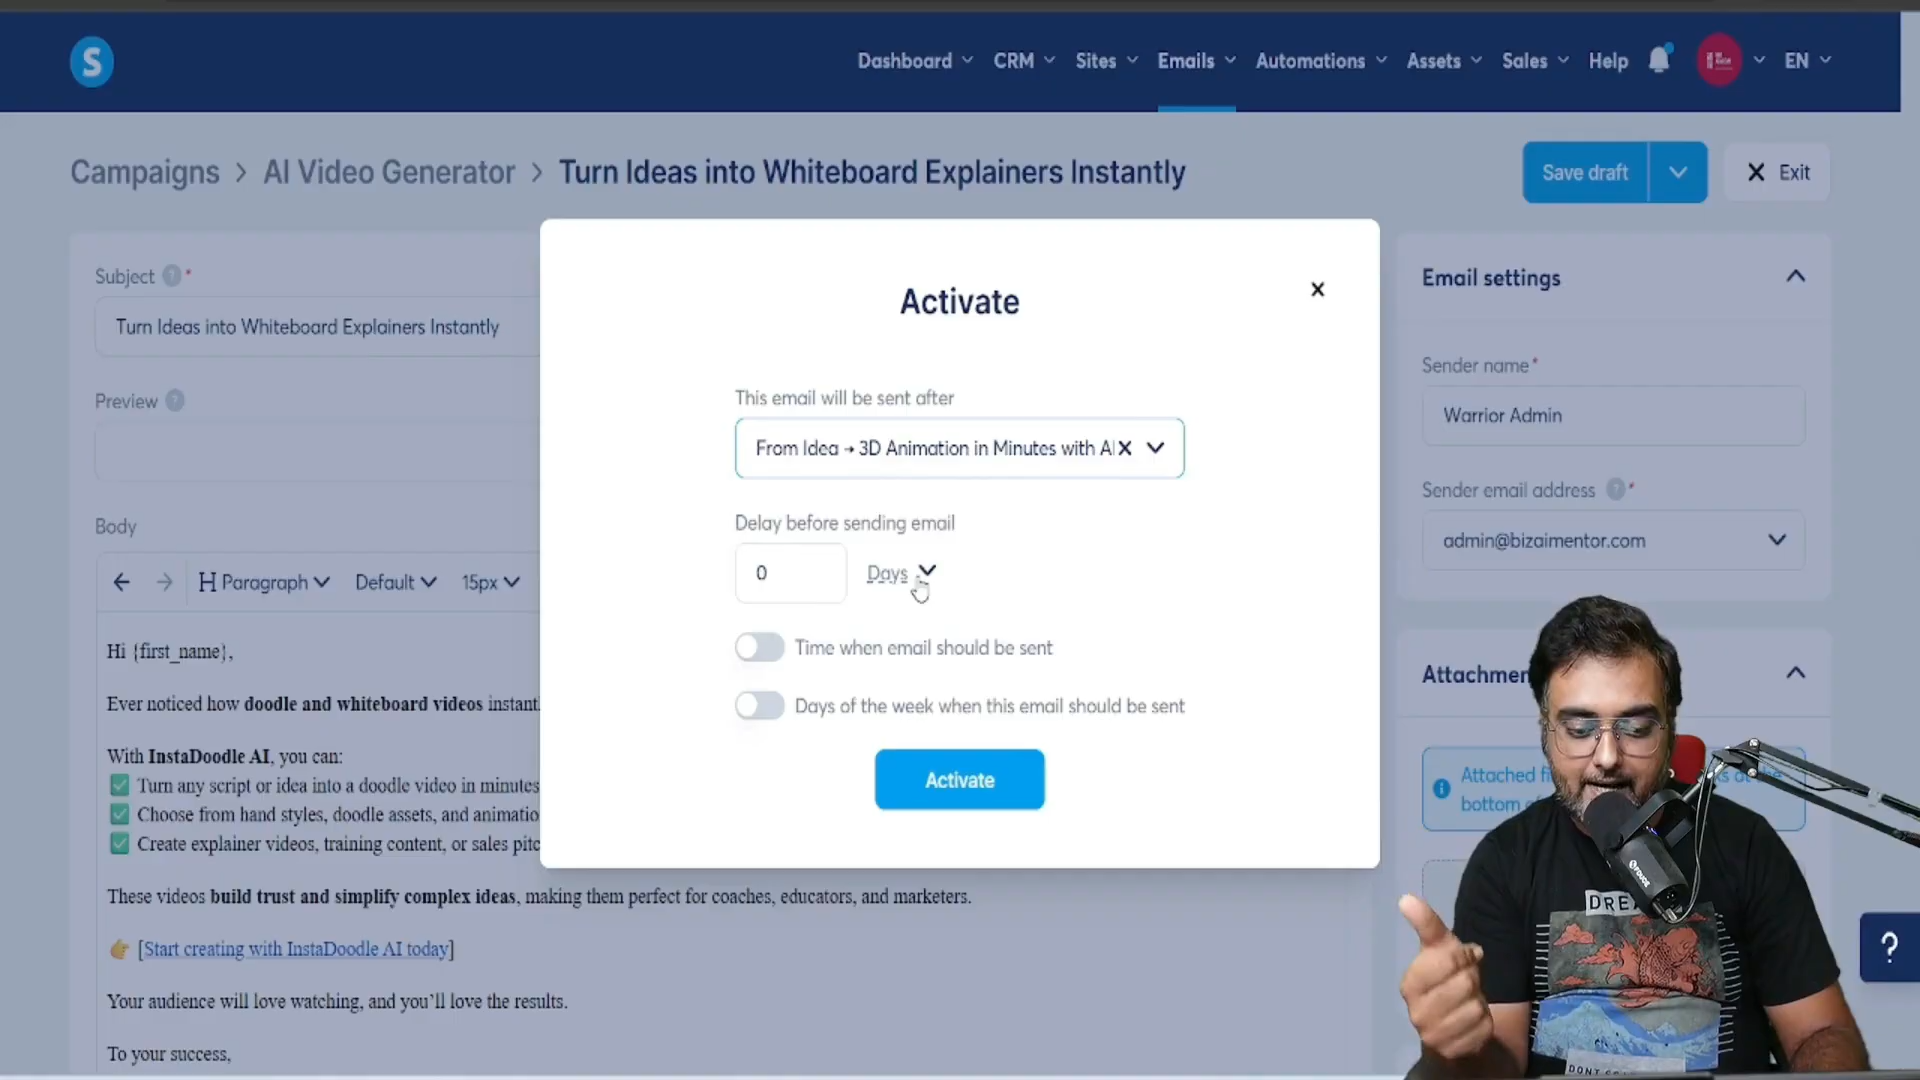 S
Dashboard CRM Sites Emails Automations Assets Sales Help EN
Campaigns > AI Video Generator > Turn Ideas into Whiteboard Explainers Instantly
Save draft
Exit
Subject ? *
Turn Ideas into Whiteboard Explainers Instantly
Preview ?
Body
H Paragraph Default 15px
Hi {first_name},
Ever noticed how doodle and whiteboard videos
With InstaDoodle AI, you can:
Turn any script or idea into a doodle video in minutes
Choose from hand styles, doodle assets, and
Create explainer videos, training content, or sales
These videos build trust and simplify complex ideas, making them perfect for coaches, educators, and marketers.
[Start creating with InstaDoodle AI today]
Your audience will love watching, and you’ll love the results.
To your success,
Activate
This email will be sent after
From Idea → 3D Animation in Minutes with
Delay before sending email
0 Days
Time when email should be sent
Days of the week when this email should be sent
Activate
Email settings
Sender name *
Warrior Admin
Sender email address ? *
admin@bizaimentor.com
Attached
bottom
?